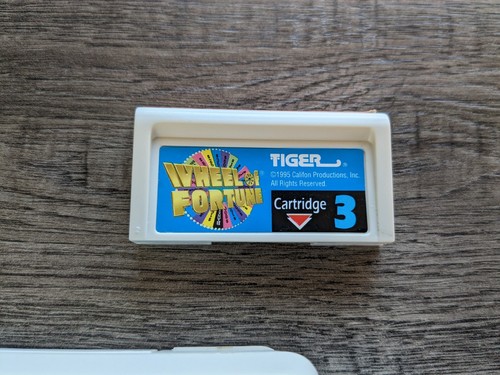 WHEEL OF
FORTUNE®
TIGER®
©1995 Califon Productions, Inc.
All Rights Reserved.
Cartridge
3